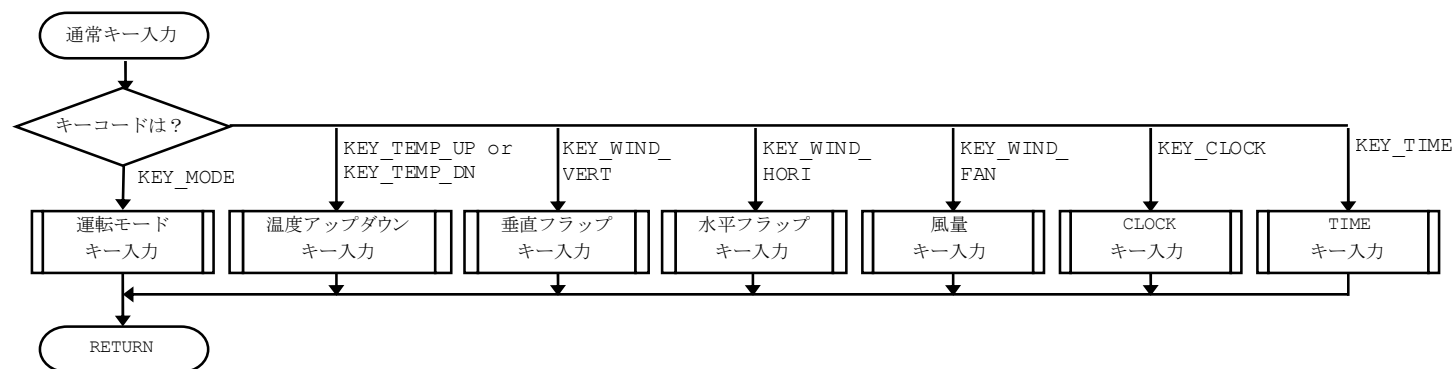 通常キー入力
キーコードは？
KEY_MODE
KEY_TEMP_UP or
KEY_TEMP_DN
KEY_WIND_
VERT
KEY_WIND_
HORI
KEY_WIND_
FAN
KEY_CLOCK
KEY_TIME
運転モード
キー入力
温度アップダウン
キー入力
垂直フラップ
キー入力
水平フラップ
キー入力
風量
キー入力
CLOCK
キー入力
TIME
キー入力
RETURN